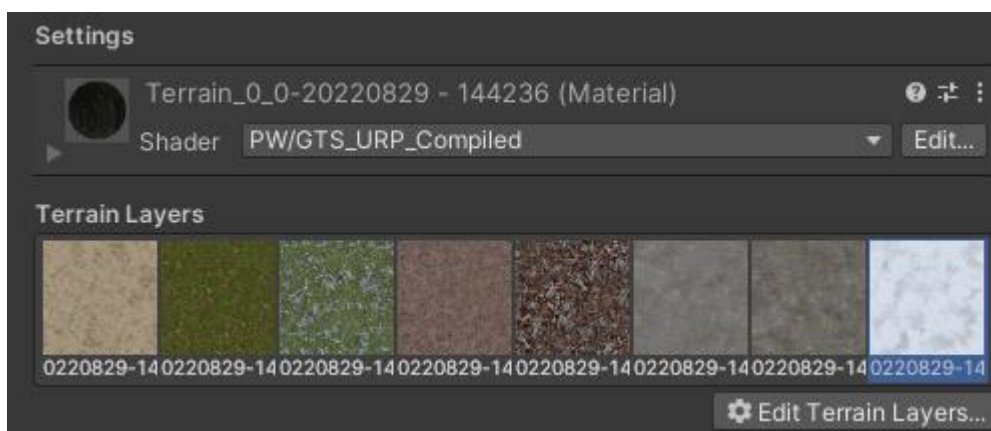 Settings
Terrain_0_0-20220829 - 144236 (Material)
Shader PW/GTS_URP_Compiled Edit...
Terrain Layers
0220829-14 0220829-14 0220829-14 0220829-14 0220829-14 0220829-14 0220829-14 0220829-14
Edit Terrain Layers...